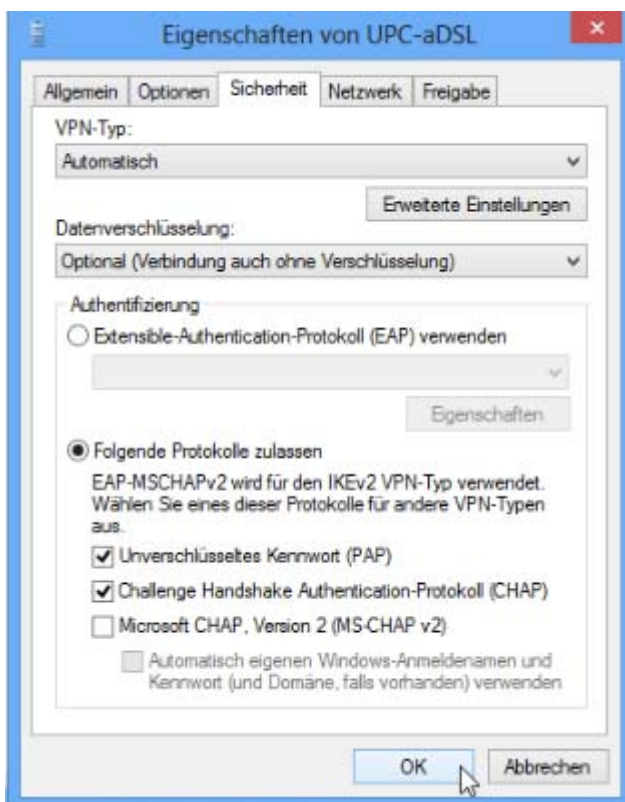 Eigenschaften von UPC-aDSL
Allgemein Optionen Sicherheit Netzwerk Freigabe
VPN-Typ:
Automatisch
Erweiterte Einstellungen
Datenverschlüsselung:
Optional (Verbindung auch ohne Verschlüsselung)
Authentifizierung
Extensible-Authentication-Protokoll (EAP) verwenden
Eigenschaften
Folgende Protokolle zulassen
EAP-MSCHAPv2 wird für den IKEv2 VPN-Typ verwendet.
Wählen Sie eines dieser Protokolle für andere VPN-Typen
aus.
Unverschlüsseltes Kennwort (PAP)
Challenge Handshake Authentication-Protokoll (CHAP)
Microsoft CHAP, Version 2 (MS-CHAP v2)
Automatisch eigenen Windows-Anmeldenamen und
Kennwort (und Domäne, falls vorhanden) verwenden
OK Abbrechen